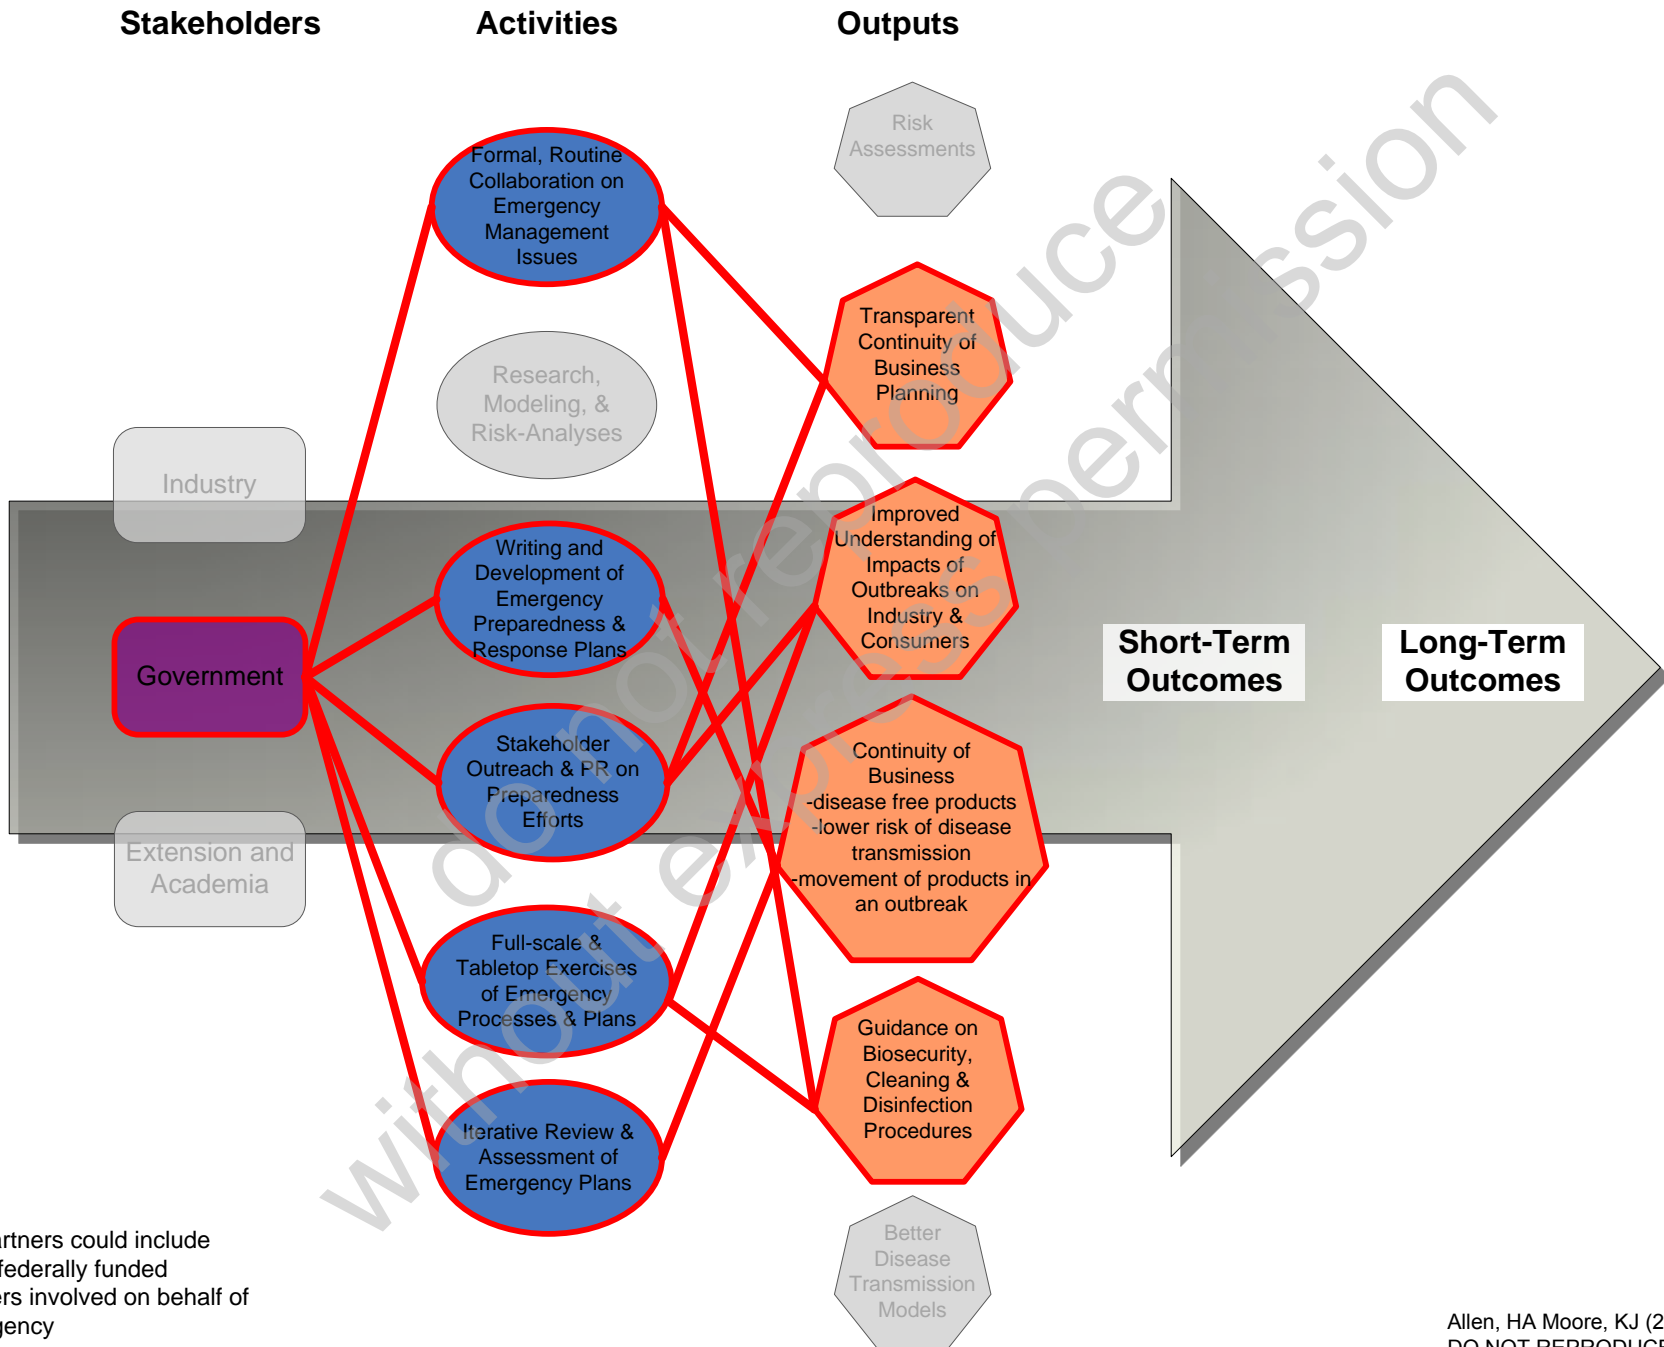 Stakeholders
Activities
Outputs
Risk
Assessments
Formal, Routine
Collaboration on
Emergency
Management
Issues
Transparent
Continuity of
Business
Planning
Research,
Modeling, &
Risk-Analyses
Industry
Improved
Understanding of
Impacts of
Outbreaks on
Industry &
Consumers
Writing and
Development of
Emergency
Preparedness &
Response Plans
Government
Short-Term
Outcomes
Long-Term
Outcomes
Stakeholder
Outreach & PR on
Preparedness
Efforts
Continuity of
Business
-disease free products
-lower risk of disease
transmission
-movement of products in
an outbreak
Extension and
Academia
Full-scale &
Tabletop Exercises
of Emergency
Processes & Plans
Guidance on
Biosecurity,
Cleaning &
Disinfection
Procedures
Iterative Review &
Assessment of
Emergency Plans
Better
Disease
Transmission
Models
do not reproduce
without express permission
could include
federally funded
involved on behalf of
Allen, HA Moore, KJ (2
DO NOT REPRODUCE